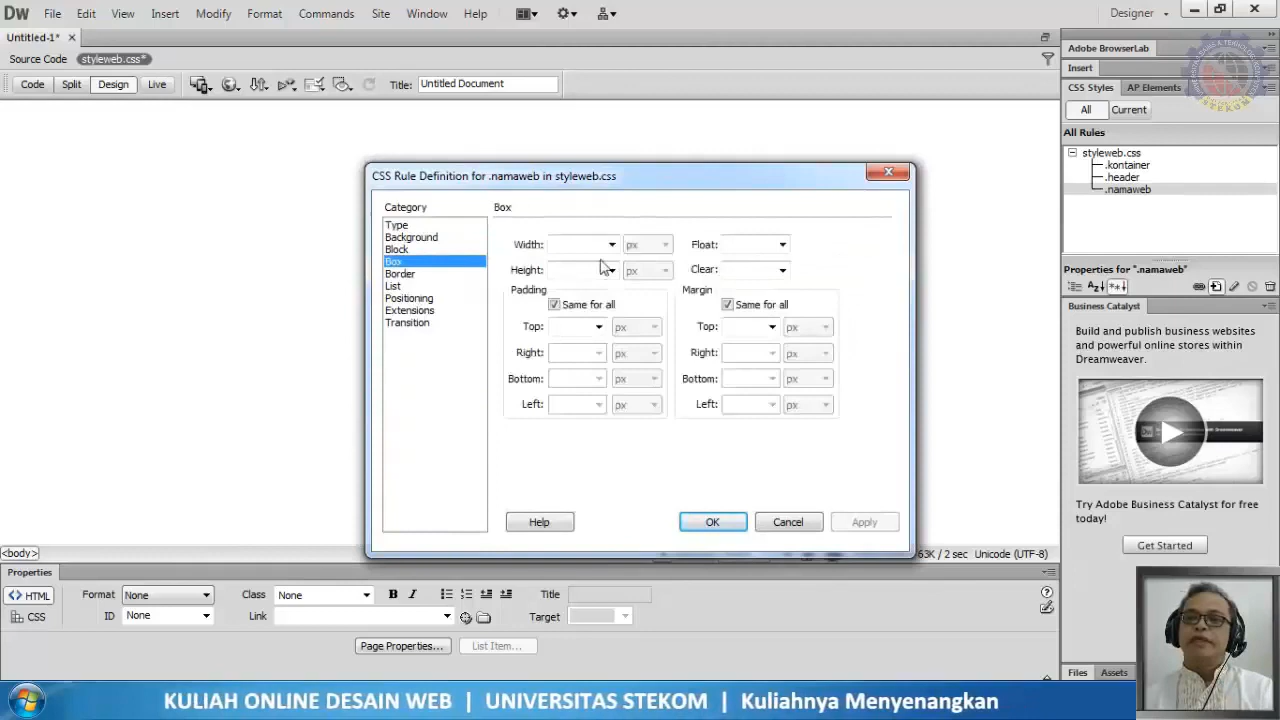 Dw File Edit View Insert Modify Format Commands Site Window Help Designer
Untitled-1*
Source Code styleweb.css*
Code Split Design Live Title: Untitled Document
Adobe BrowserLab
Insert
CSS Styles AP Elements
All Current
All Rules
styleweb.css
.kontainer
.header
.namaweb
STEKOM
CSS Rule Definition for .namaweb in styleweb.css
Category
Type
Background
Block
Box
Border
List
Positioning
Extensions
Transition
Box
Width: px Float:
Height: px Clear:
Padding Margin
Same for all Same for all
Top: px Top: px
Right: px Right: px
Bottom: px Bottom: px
Left: px Left: px
Help OK Cancel Apply
Properties for ".namaweb"
Business Catalyst
Build and publish business websites
and powerful online stores within
Dreamweaver.
Try Adobe Business Catalyst for free
today!
Get Started
<body> 63K / 2 sec Unicode (UTF-8)
Properties
HTML Format None Class None B I Title
CSS ID None Link Target
Page Properties... List Item...
Files Assets
KULIAH ONLINE DESAIN WEB | UNIVERSITAS STEKOM | Kuliahnya Menyenangkan